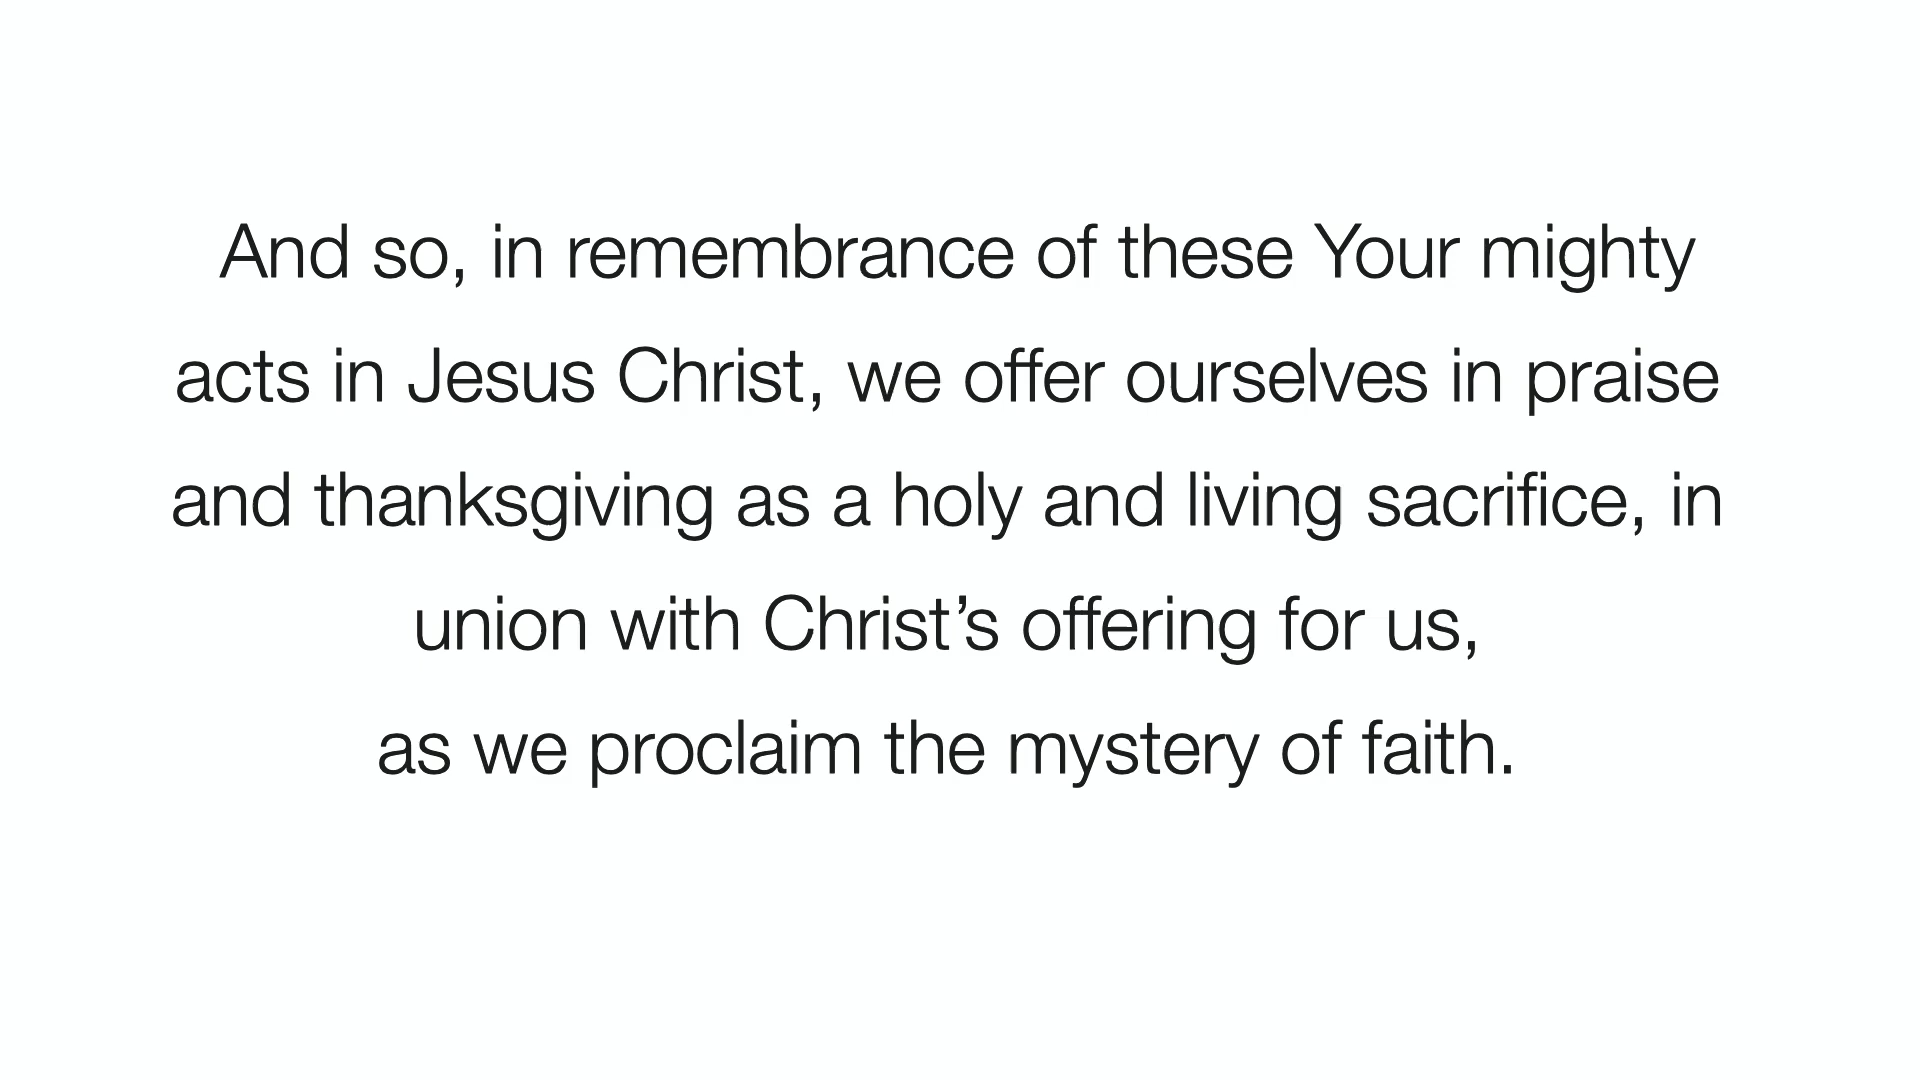 And so, in remembrance of these Your mighty
acts in Jesus Christ, we offer ourselves in praise
and thanksgiving as a holy and living sacrifice, in
union with Christ’s offering for us,
as we proclaim the mystery of faith.